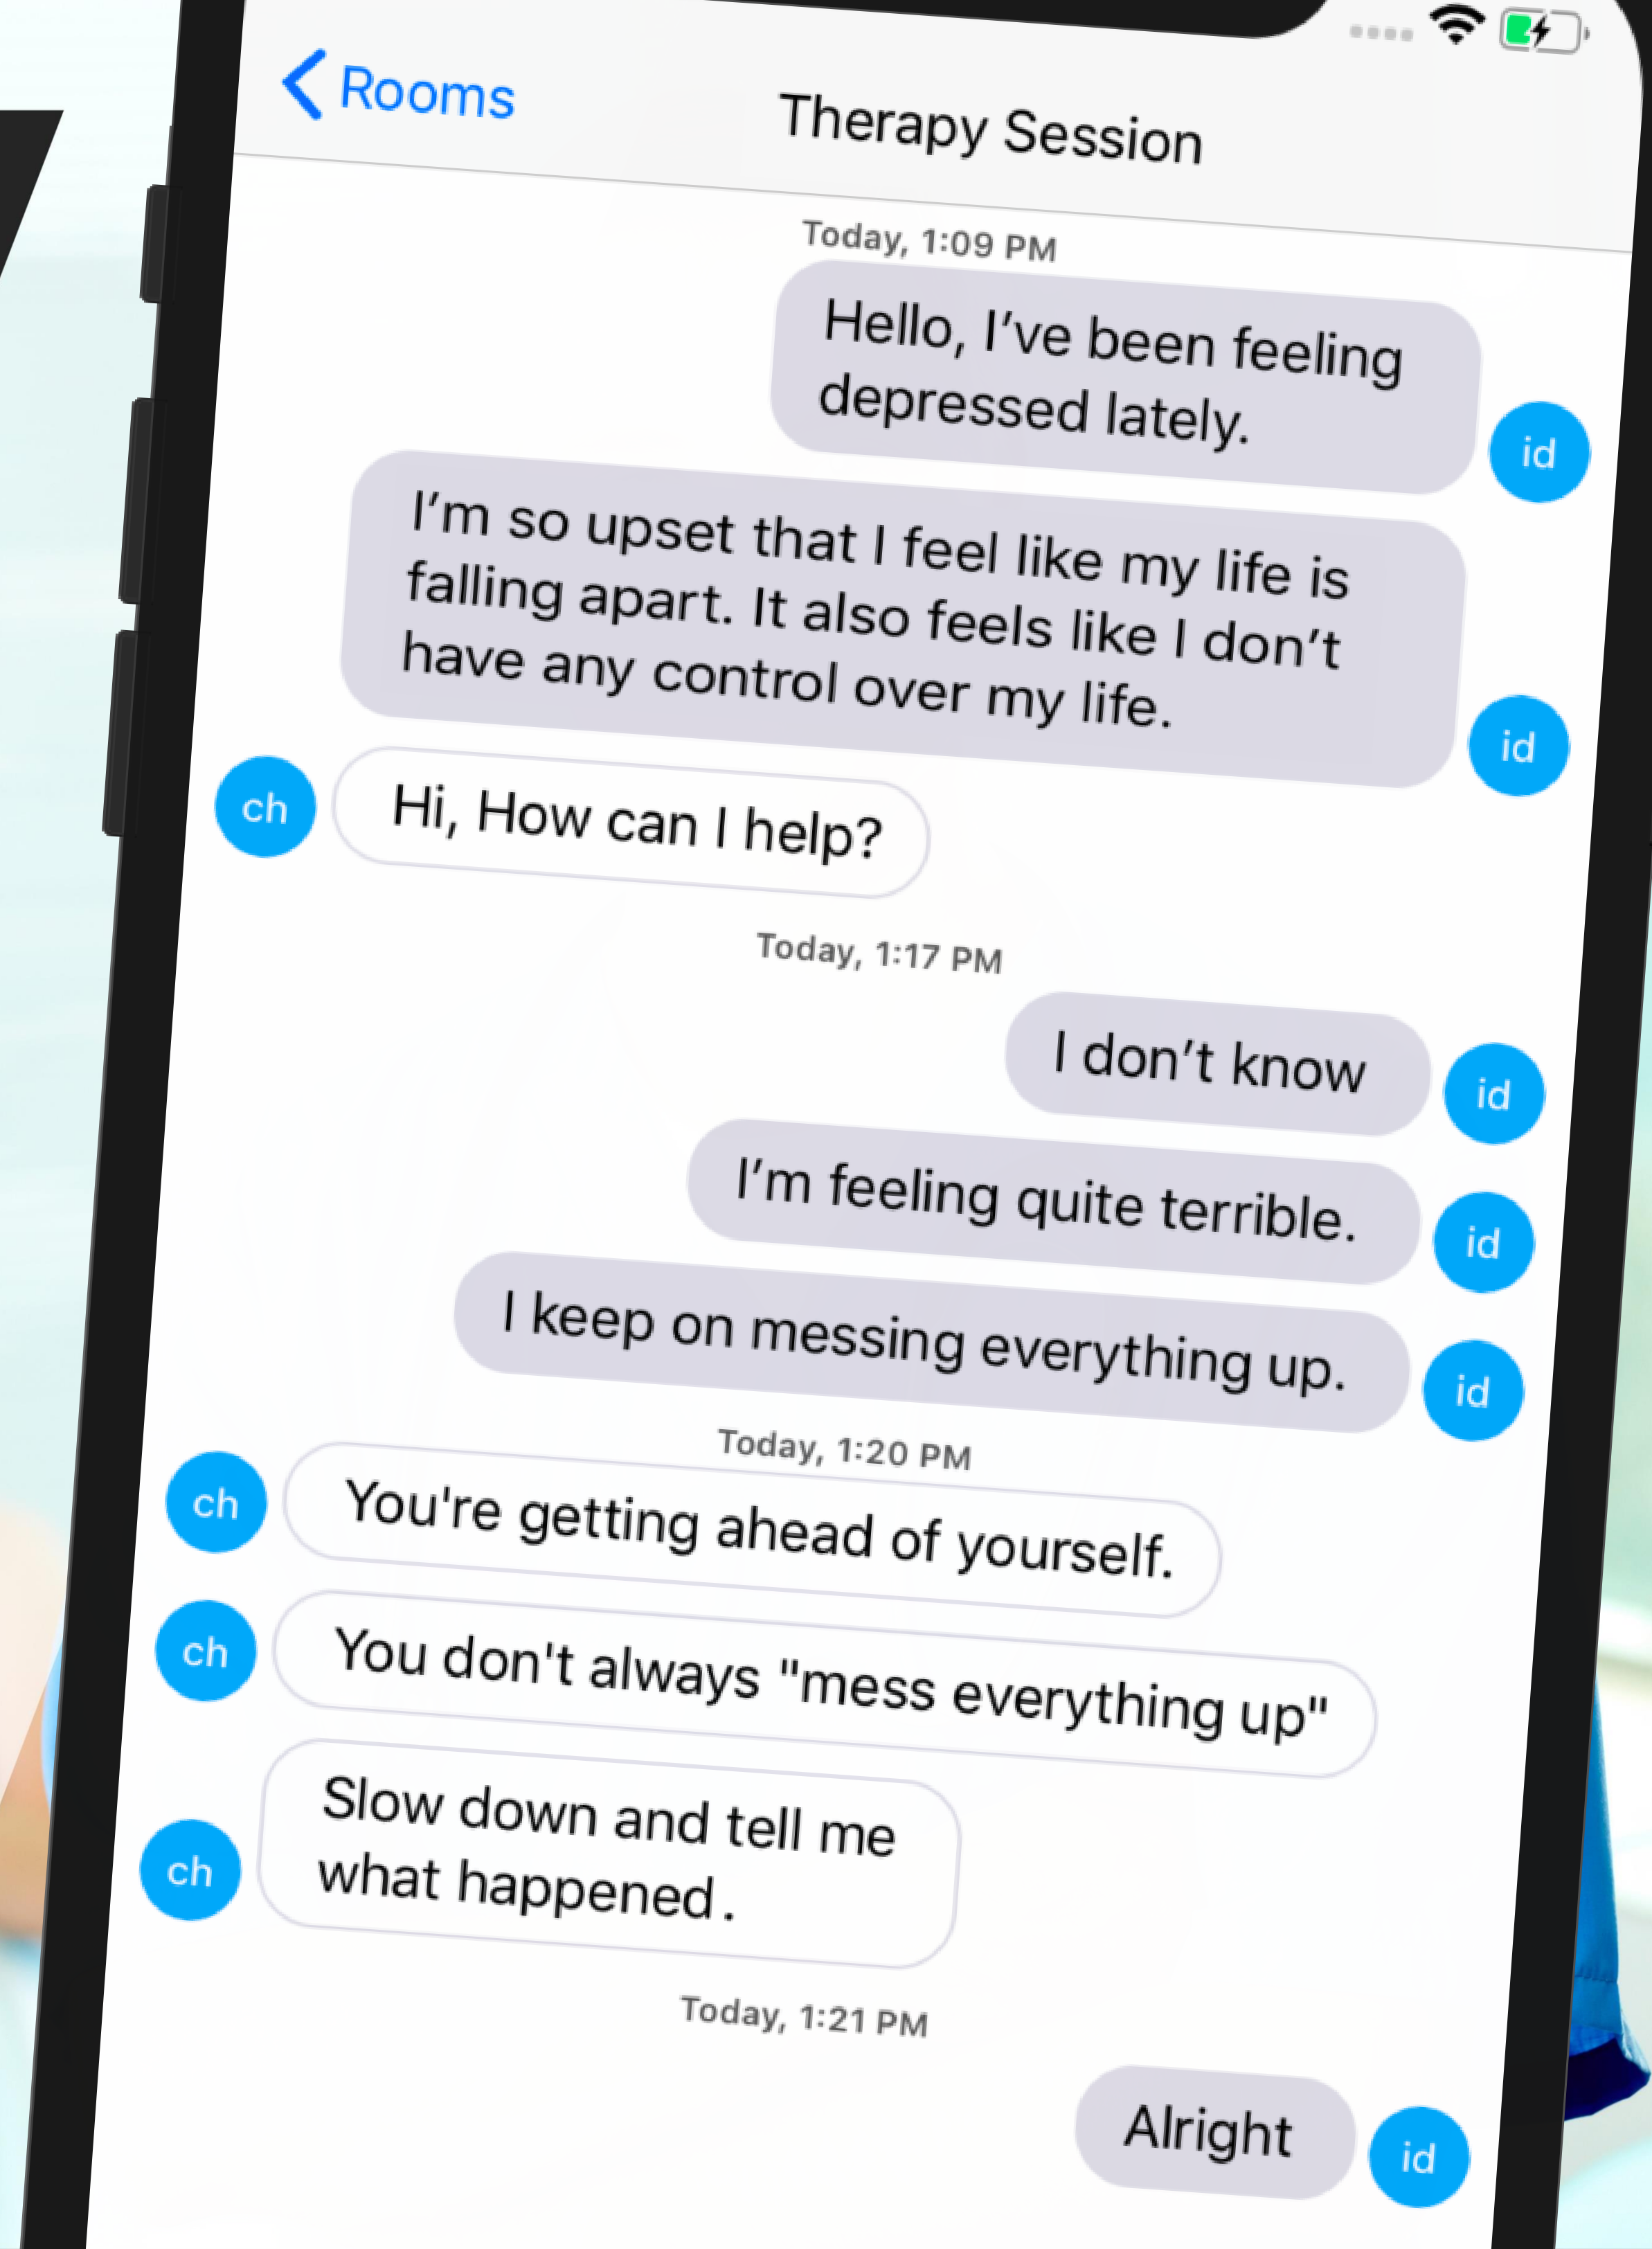 Rooms
Therapy Session
Today, 1:09 PM
Hello, I’ve been feeling
depressed lately.
id
I’m so upset that I feel like my life is
falling apart. It also feels like I don’t
have any control over my life.
id
ch
Hi, How can I help?
Today, 1:17 PM
I don’t know
id
I’m feeling quite terrible.
id
I keep on messing everything up.
id
Today, 1:20 PM
ch
You're getting ahead of yourself.
ch
You don't always "mess everything up"
Slow down and tell me
what happened.
ch
Today, 1:21 PM
Alright
id